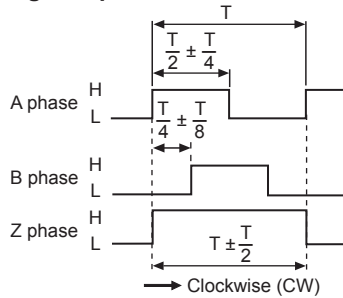 T
T/2 ± T/4
A phase H
L
T/4 ± T/8
B phase H
L
Z phase H
L
T ± T/2
Clockwise (CW)